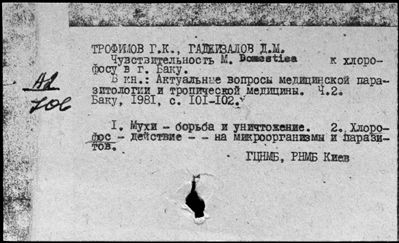 ТРОФИМОВ Г.К., ГАДЖИЗАЛОВ Д.М.
Чувствительность M. Domestica к хлоро-
фосу в г. Баку.
В кн.: Актуальные вопросы медицинской пара-
зитологии и тропической медицины. Ч.2.
Баку, 1981, с. 101-102.
1. Мухи - борьба и уничтожение. 2. Хлоро-
фос - действие - - на микроорганизмы и парази-
тов.
ГЦНМБ, РНМБ Киев